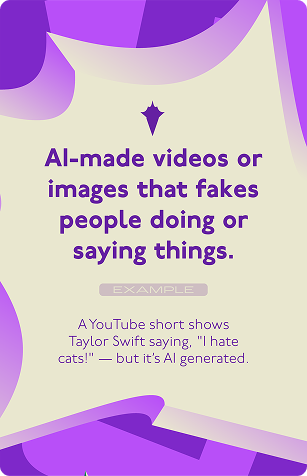 AI-made videos or
images that fakes
people doing or
saying things.
EXAMPLE
A YouTube short shows
Taylor Swift saying, "I hate
cats!" — but it's AI generated.